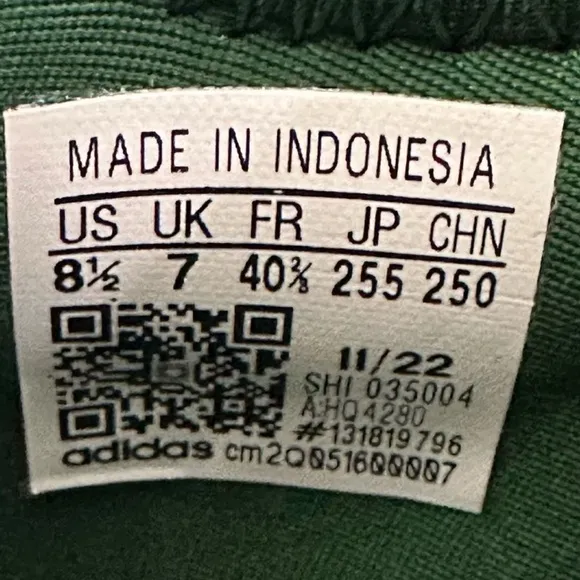 MADE IN INDONESIA
US UK FR JP CHN
8½ 7 40⅔ 255 250
11/22
SHI 035004
A:HQ4280
#131819796
adidas cm2Q051600007